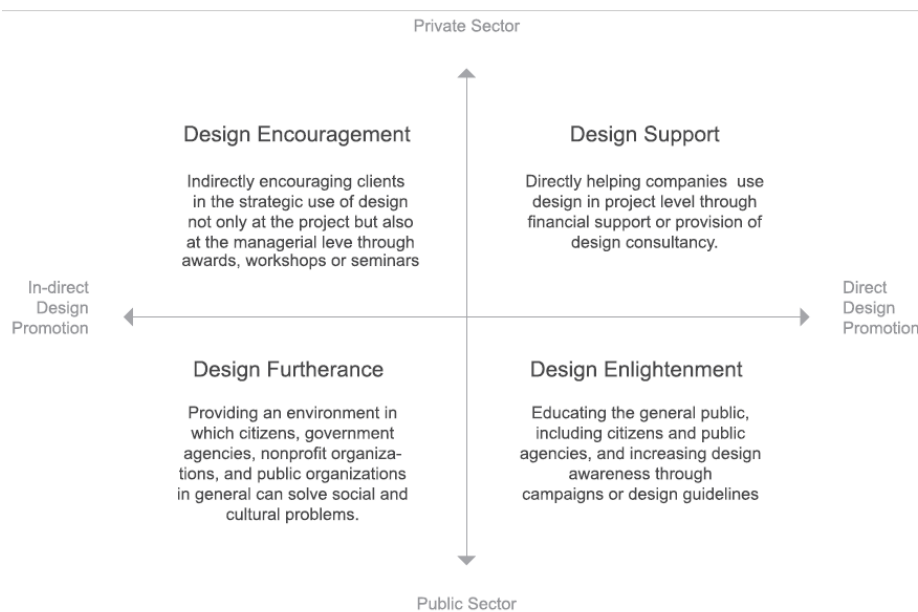 Private Sector
Design Encouragement
Indirectly encouraging clients
in the strategic use of design
not only at the project but also
at the managerial leve through
awards, workshops or seminars
Design Support
Directly helping companies use
design in project level through
financial support or provision of
design consultancy.
In-direct
Design
Promotion
Direct
Design
Promotion
Design Furtherance
Providing an environment in
which citizens, government
agencies, nonprofit organiza-
tions, and public organizations
in general can solve social and
cultural problems.
Design Enlightenment
Educating the general public,
including citizens and public
agencies, and increasing design
awareness through
campaigns or design guidelines
Public Sector